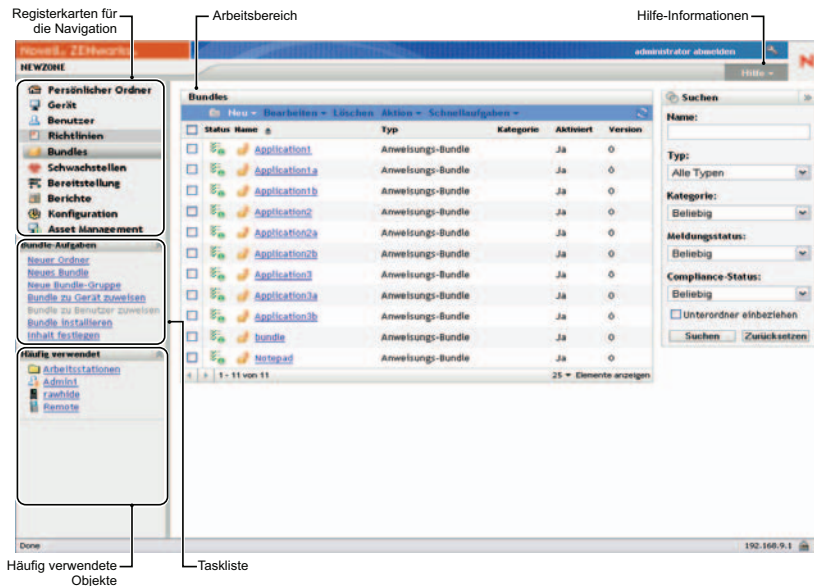 Registerkarten für
die Navigation
Arbeitsbereich
Hilfe-Informationen
Novell. ZENworks.
administrator abmelden
NEWZONE
Hilfe
Persönlicher Ordner
Gerät
Benutzer
Richtlinien
Bundles
Schwachstellen
Bereitstellung
Berichte
Konfiguration
Asset Management
Bundle-Aufgaben
Neuer Ordner
Neues Bundle
Neue Bundle-Gruppe
Bundle zu Gerät zuweisen
Bundle zu Benutzer zuweisen
Bundle installieren
Inhalt festlegen
Häufig verwendet
Arbeitsstationen
Admin1
rawhide
Remote
Bundles
Neu Bearbeiten Löschen Aktion Schnellaufgaben
Status Name Typ Kategorie Aktiviert Version
Application1 Anweisungs-Bundle Ja 0
Application1a Anweisungs-Bundle Ja 0
Application1b Anweisungs-Bundle Ja 0
Application2 Anweisungs-Bundle Ja 0
Application2a Anweisungs-Bundle Ja 0
Application2b Anweisungs-Bundle Ja 0
Application3 Anweisungs-Bundle Ja 0
Application3a Anweisungs-Bundle Ja 0
Application3b Anweisungs-Bundle Ja 0
bundle Anweisungs-Bundle Ja 0
Notepad Anweisungs-Bundle Ja 0
1 - 11 von 11 25 Elemente anzeigen
Suchen
Name:
Typ:
Alle Typen
Kategorie:
Beliebig
Meldungsstatus:
Beliebig
Compliance-Status:
Beliebig
Unterordner einbeziehen
Suchen Zurücksetzen
N
Done
192.168.9.1
Häufig verwendete
Objekte
Taskliste